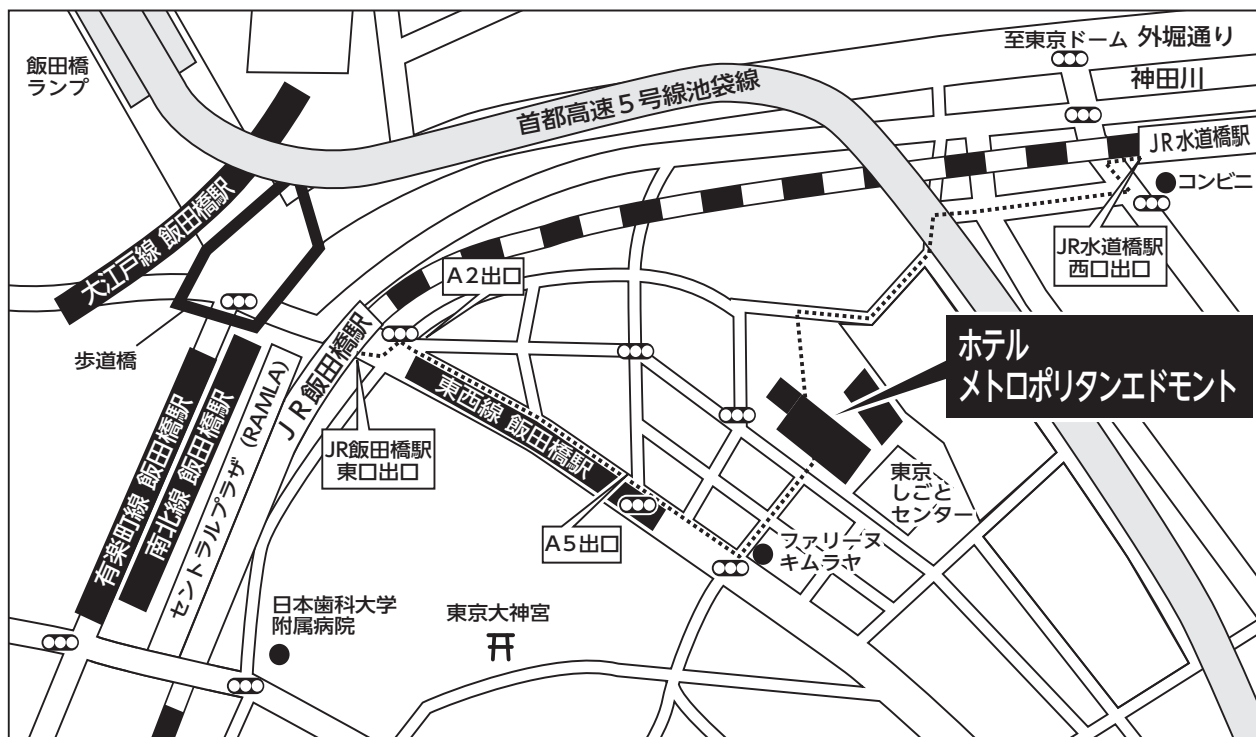 飯田橋
ランプ
至東京ドーム 外堀通り
神田川
首都高速5号線池袋線
JR水道橋駅
コンビニ
大江戸線 飯田橋駅
JR水道橋駅
西口出口
A2出口
歩道橋
JR飯田橋駅
ホテル
メトロポリタンエドモント
東西線 飯田橋駅
有楽町線 飯田橋駅
南北線 飯田橋駅
セントラルプラザ (RAMLA)
JR飯田橋駅
東口出口
東京
しごと
センター
A5出口
ファリーヌ
キムラヤ
日本歯科大学
附属病院
東京大神宮